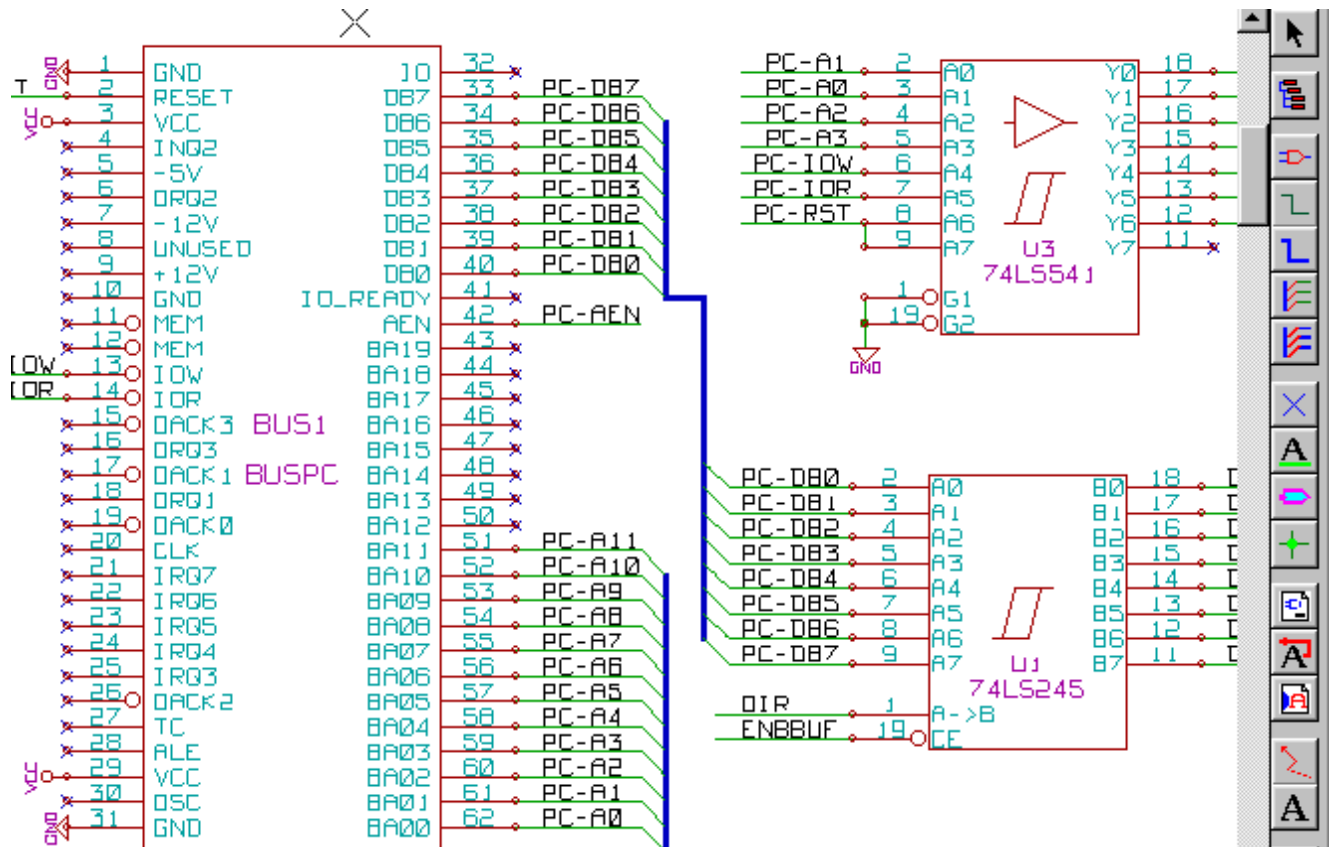 1 GND IO 32
T 2 RESET DB7 33 PC-DB7
VCC 3 VCC DB6 34 PC-DB6
4 INQ2 DB5 35 PC-DB5
5 -5V DB4 36 PC-DB4
6 DRQ2 DB3 37 PC-DB3
7 -12V DB2 38 PC-DB2
8 UNUSED DB1 39 PC-DB1
9 +12V DB0 40 PC-DB0
10 GND IO_READY 41
11 MEM AEN 42 PC-AEN
12 MEM BA19 43
IOW 13 IOW BA18 44
IOR 14 IOR BA17 45
15 DACK3 BUS1 BA16 46
16 DRQ3 BA15 47
17 DACK1 BUSPC BA14 48
18 DRQ1 BA13 49
19 DACK0 BA12 50
20 CLK BA11 51 PC-A11
21 IRQ7 BA10 52 PC-A10
22 IRQ6 BA09 53 PC-A9
23 IRQ5 BA08 54 PC-A8
24 IRQ4 BA07 55 PC-A7
25 IRQ3 BA06 56 PC-A6
26 DACK2 BA05 57 PC-A5
27 TC BA04 58 PC-A4
28 ALE BA03 59 PC-A3
VCC 29 VCC BA02 60 PC-A2
30 OSC BA01 61 PC-A1
GND 31 GND BA00 62 PC-A0
GND
PC-A1 2 A0 Y0 18
PC-A0 3 A1 Y1 17
PC-A2 4 A2 Y2 16
PC-A3 5 A3 Y3 15
PC-IOW 6 A4 Y4 14
PC-IOR 7 A5 Y5 13
PC-RST 8 A6 Y6 12
9 A7 Y7 11
U3
74LS541
1 G1
19 G2
GND
PC-DB0 2 A0 B0 18 D
PC-DB1 3 A1 B1 17 D
PC-DB2 4 A2 B2 16 D
PC-DB3 5 A3 B3 15 D
PC-DB4 6 A4 B4 14 D
PC-DB5 7 A5 B5 13 D
PC-DB6 8 A6 B6 12 D
PC-DB7 9 A7 B7 11 D
U1
74LS245
DIR 1 A->B
ENBBUF 19 CE
A
A
A
A